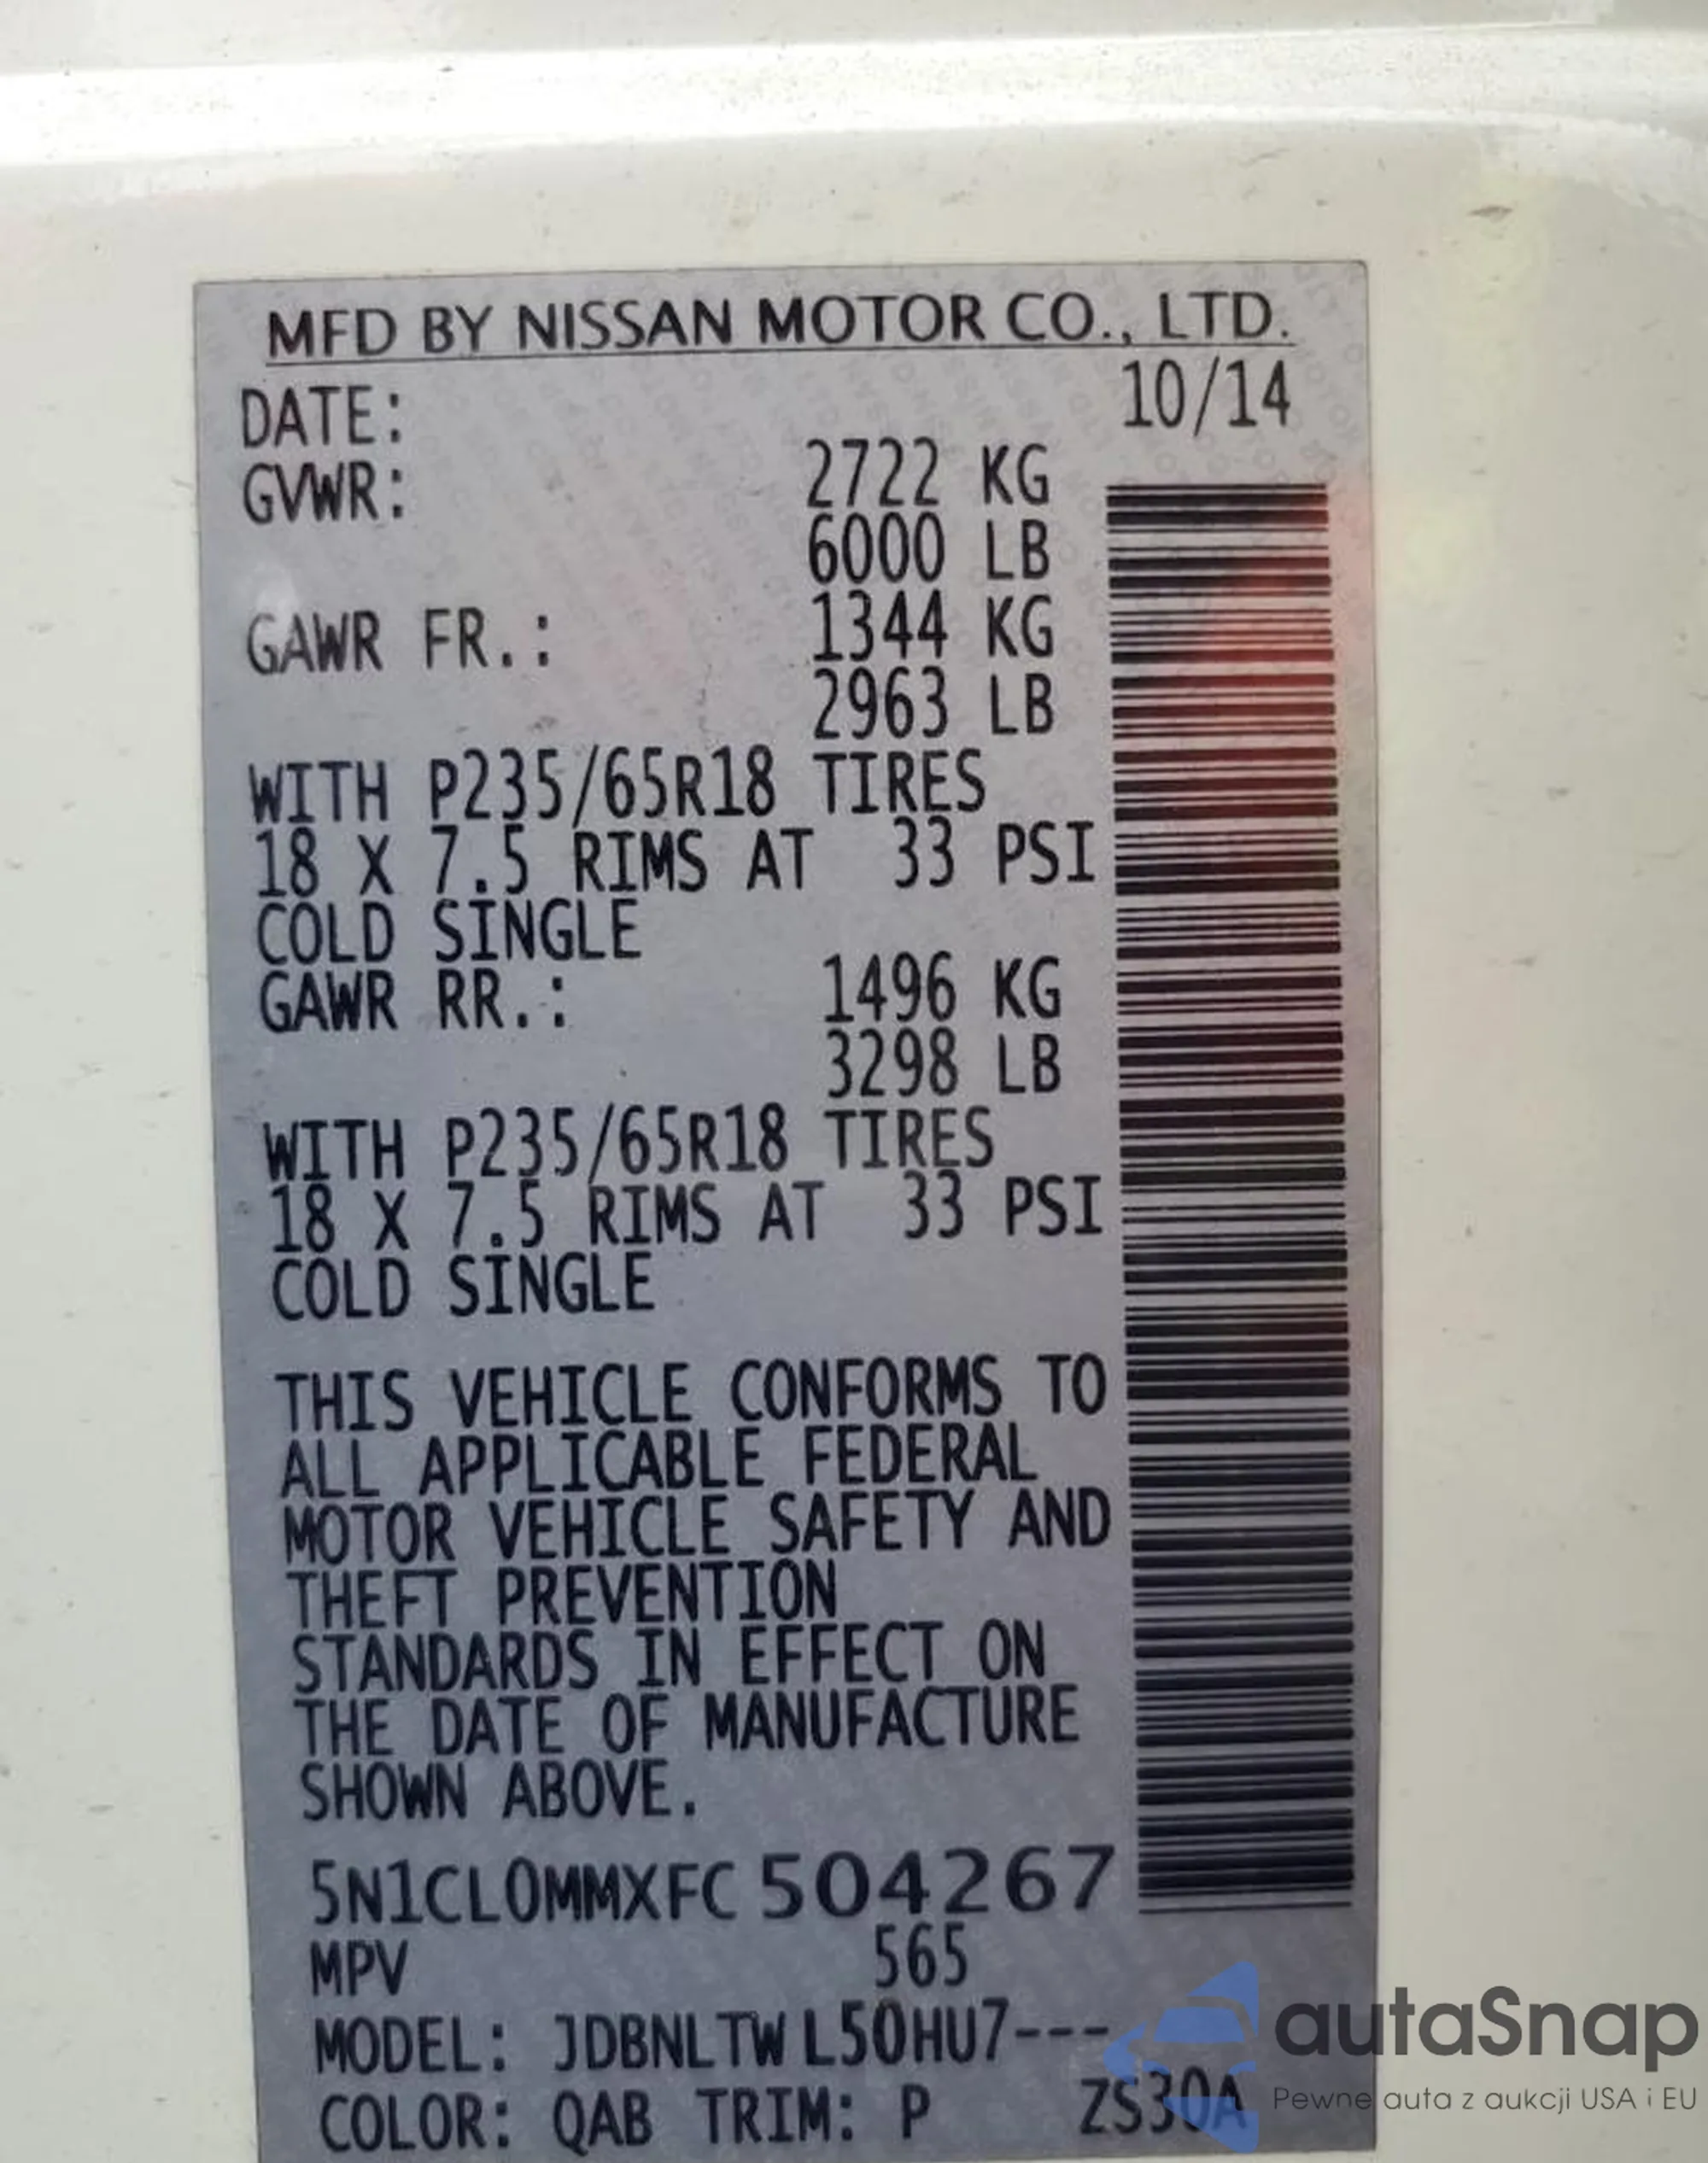 MFD BY NISSAN MOTOR CO., LTD.
DATE: 10/14
GVWR: 2722 KG
6000 LB
GAWR FR.: 1344 KG
2963 LB
WITH P235/65R18 TIRES
18 X 7.5 RIMS AT 33 PSI
COLD SINGLE
GAWR RR.: 1496 KG
3298 LB
WITH P235/65R18 TIRES
18 X 7.5 RIMS AT 33 PSI
COLD SINGLE
THIS VEHICLE CONFORMS TO
ALL APPLICABLE FEDERAL
MOTOR VEHICLE SAFETY AND
THEFT PREVENTION
STANDARDS IN EFFECT ON
THE DATE OF MANUFACTURE
SHOWN ABOVE.
5N1CL0MMXFC504267
MPV 565
MODEL: JDBNLTWL50HU7---
COLOR: QAB TRIM: P ZS30A
autaSnap
Pewne auta z aukcji USA i EU